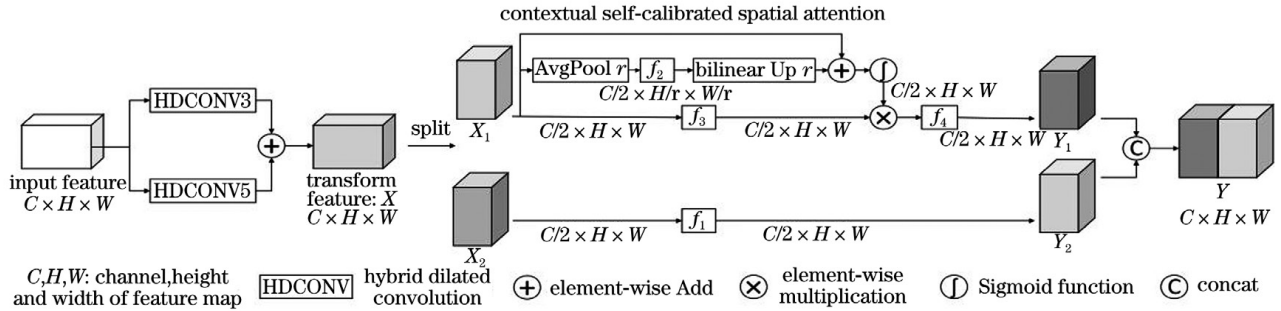 contextual self-calibrated spatial attention
AvgPool r
f2
bilinear Up r
C/2 × H/r × W/r
C/2 × H × W
HDCONV3
HDCONV5
input feature
C × H × W
transform
feature: X
C × H × W
split
X1
C/2 × H × W
f3
C/2 × H × W
f4
C/2 × H × W
Y1
X2
C/2 × H × W
f1
C/2 × H × W
Y2
C
Y
C × H × W
C,H,W: channel,height
and width of feature map
HDCONV
hybrid dilated
convolution
element-wise Add
element-wise
multiplication
Sigmoid function
C
concat